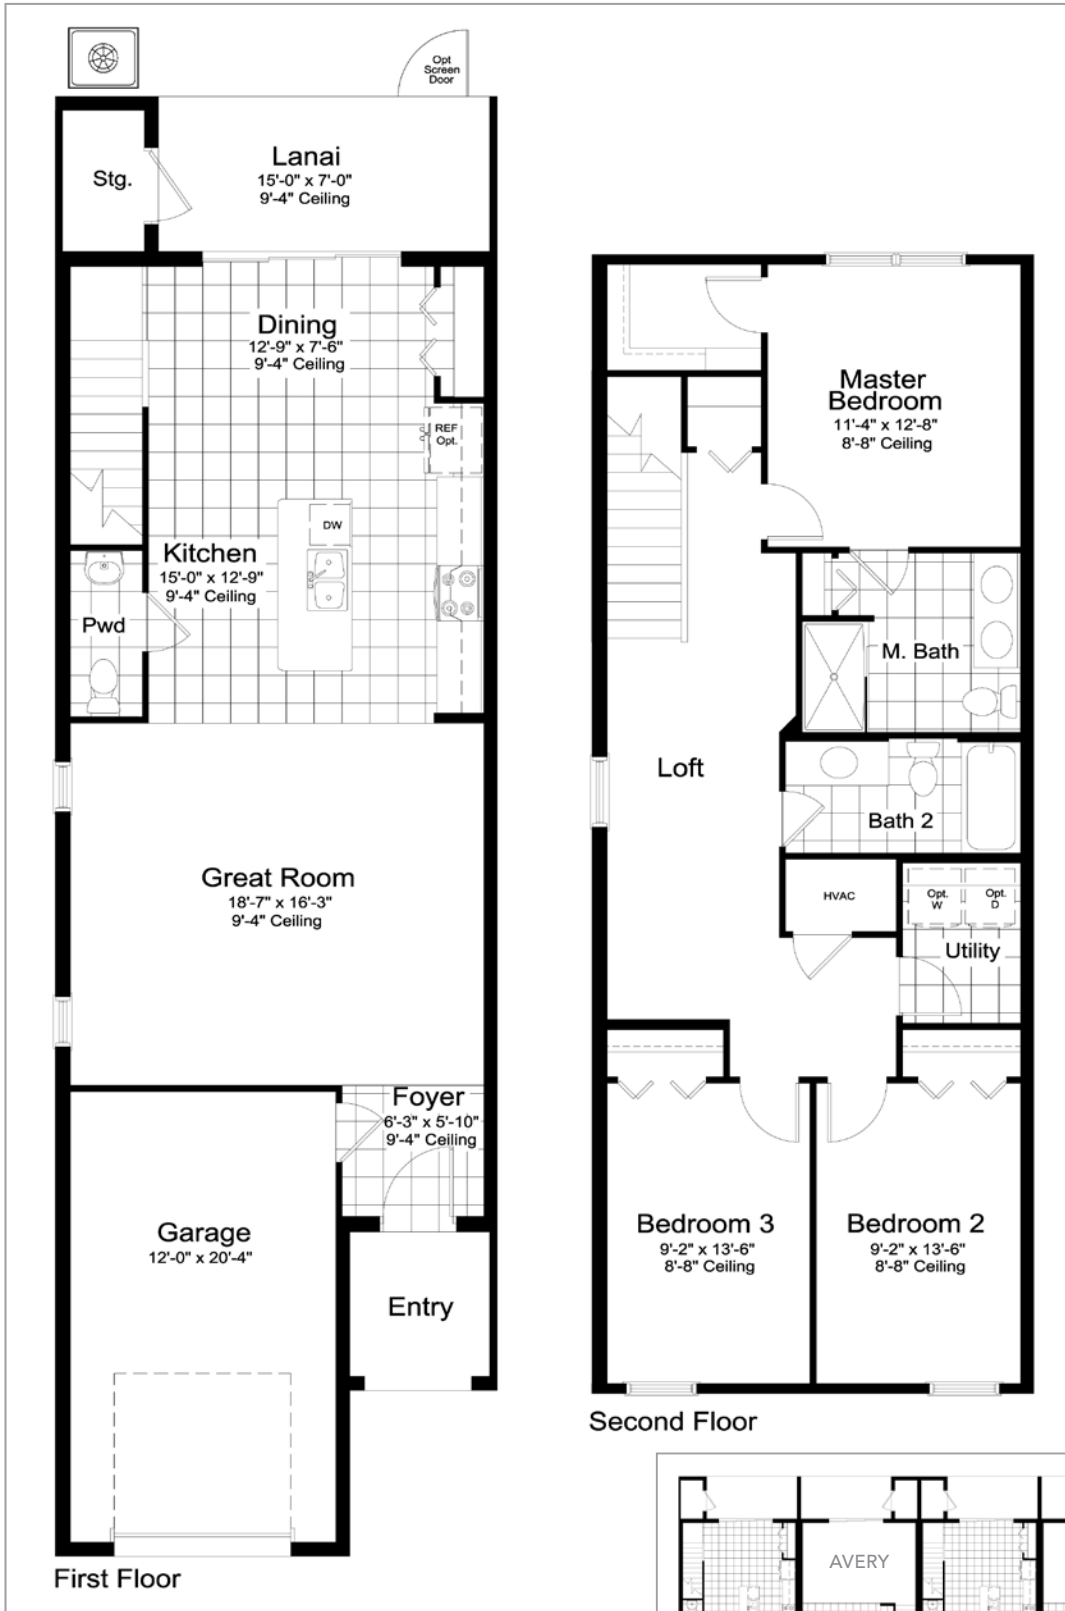 Opt
Screen
Door
Stg.
Lanai
15'-0" x 7'-0"
9'-4" Ceiling
Dining
12'-9" x 7'-6"
9'-4" Ceiling
REF
Opt.
DW
Kitchen
15'-0" x 12'-9"
9'-4" Ceiling
Pwd
Great Room
18'-7" x 16'-3"
9'-4" Ceiling
Foyer
6'-3" x 5'-10"
9'-4" Ceiling
Garage
12'-0" x 20'-4"
Entry
First Floor
Master
Bedroom
11'-4" x 12'-8"
8'-8" Ceiling
M. Bath
Loft
Bath 2
HVAC
Opt.
W
Opt.
D
Utility
Bedroom 3
9'-2" x 13'-6"
8'-8" Ceiling
Bedroom 2
9'-2" x 13'-6"
8'-8" Ceiling
Second Floor
AVERY